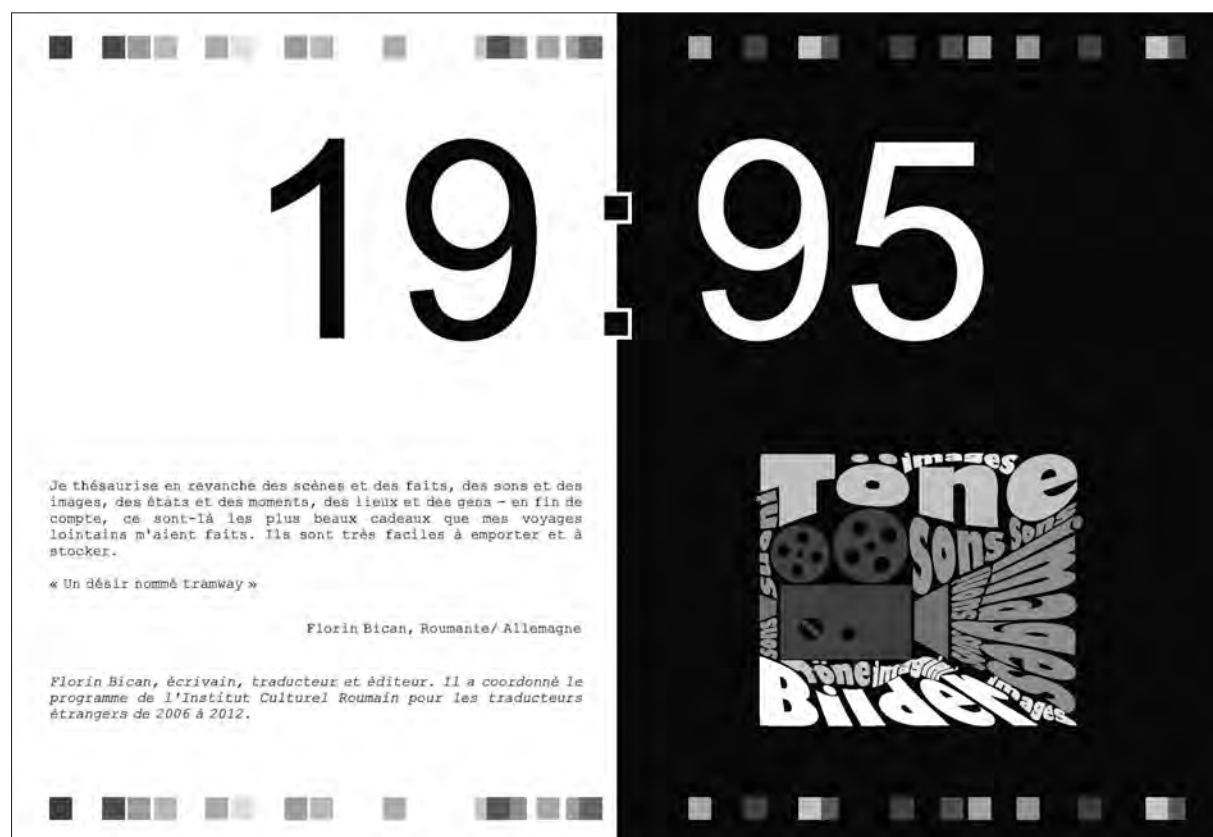 19:95
Je thésaurise en revanche des scènes et des faits, des sons et des
images, des états et des moments, des lieux et des gens – en fin de
compte, ce sont-là les plus beaux cadeaux que mes voyages
lointains m'aient faits. Ils sont très faciles à emporter et à
stocker.
« Un désir nommé tramway »
Florin Bican, Roumanie/ Allemagne
Florin Bican, écrivain, traducteur et éditeur. Il a coordonné le
programme de l'Institut Culturel Roumain pour les traducteurs
étrangers de 2006 à 2012.
images
Töne
Sons
Sons
images
sons
Töne
Bilder
images